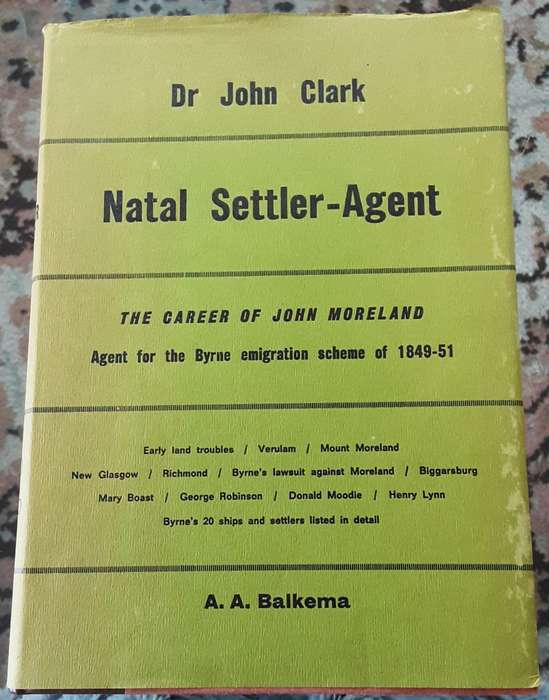 Dr John Clark
Natal Settler-Agent
THE CAREER OF JOHN MORELAND
Agent for the Byrne emigration scheme of 1849-51
Early land troubles / Verulam / Mount Moreland
New Glasgow / Richmond / Byrne's lawsuit against Moreland / Biggarsburg
Mary Boast / George Robinson / Donald Moodie / Henry Lynn
Byrne's 20 ships and settlers listed in detail
A. A. Balkema